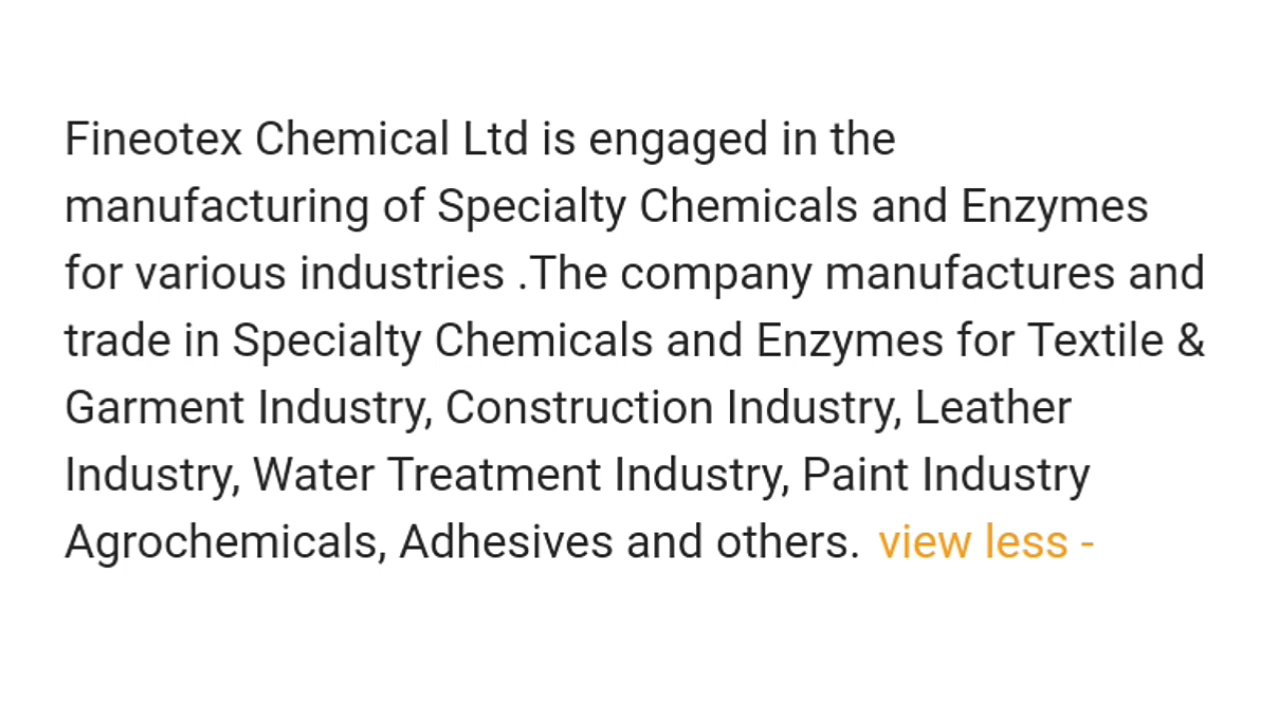 Fineotex Chemical Ltd is engaged in the
manufacturing of Specialty Chemicals and Enzymes
for various industries .The company manufactures and
trade in Specialty Chemicals and Enzymes for Textile &
Garment Industry, Construction Industry, Leather
Industry, Water Treatment Industry, Paint Industry
Agrochemicals, Adhesives and others. view less -